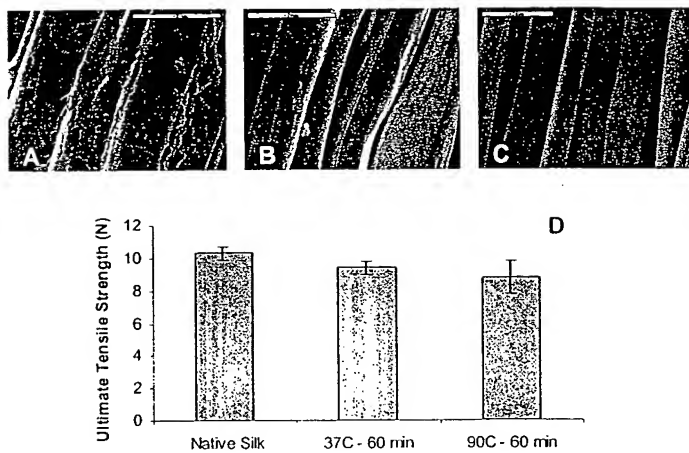 A
B
C
D
Ultimate Tensile Strength (N)
12
10
8
6
4
2
0
Native Silk
37C - 60 min
90C - 60 min